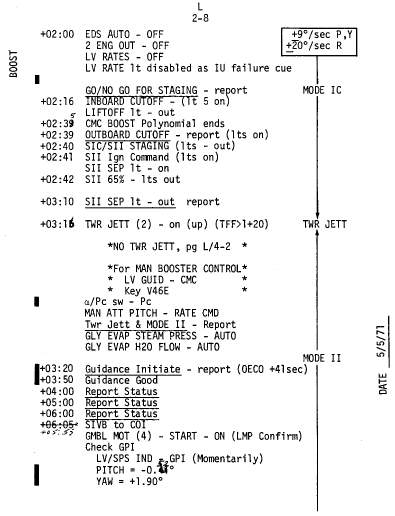 L
2-8
BOOST
+02:00 EDS AUTO - OFF
2 ENG OUT - OFF
LV RATES - OFF
LV RATE lt disabled as IU failure cue
+9°/sec P,Y
+20°/sec R
GO/NO GO FOR STAGING - report MODE IC
+02:16 INBOARD CUTOFF - (lt 5 on)
LIFTOFF lt - out
+02:39 CMC BOOST Polynomial ends
+02:39 OUTBOARD CUTOFF - report (lts on)
+02:40 SIC/SII STAGING (lts - out)
+02:41 SII Ign Command (lts on)
SII SEP lt - on
+02:42 SII 65% - lts out
+03:10 SII SEP lt - out report
+03:16 TWR JETT (2) - on (up) (TFF>1+20) TWR JETT
*NO TWR JETT, pg L/4-2 *
*For MAN BOOSTER CONTROL*
* LV GUID - CMC *
* Key V46E *
α/Pc sw - Pc
MAN ATT PITCH - RATE CMD
Twr Jett & MODE II - Report
GLY EVAP STEAM PRESS - AUTO
GLY EVAP H2O FLOW - AUTO
MODE II
+03:20 Guidance Initiate - report (OECO +41sec)
+03:50 Guidance Good
+04:00 Report Status
+05:00 Report Status
+06:00 Report Status
+06:05 SIVB to COI
GMBL MOT (4) - START - ON (LMP Confirm)
Check GPI
LV/SPS IND - GPI (Momentarily)
PITCH = -0.
YAW = +1.90°
DATE 5/5/71